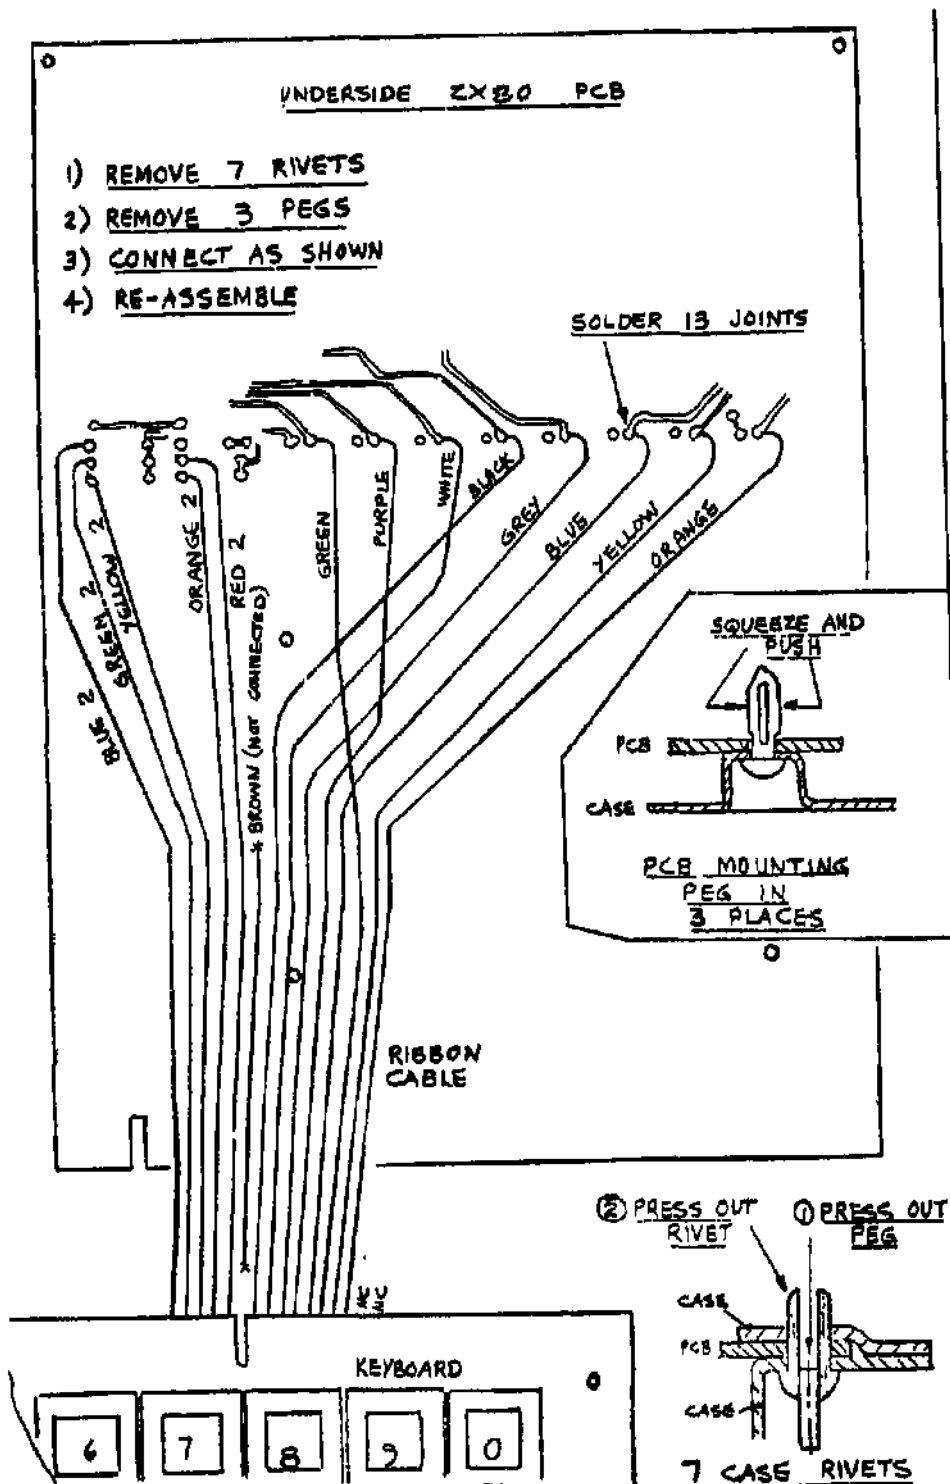 UNDERSIDE ZX80 PCB
1) REMOVE 7 RIVETS
2) REMOVE 3 PEGS
3) CONNECT AS SHOWN
4) RE-ASSEMBLE
SOLDER 13 JOINTS
BLUE 2
GREEN 2
YELLOW 2
ORANGE 2
RED 2
* BROWN (NOT CONNECTED)
GREEN
PURPLE
WHITE
BLACK
GREY
BLUE
YELLOW
ORANGE
SQUEEZE AND
PUSH
PCB
CASE
PCB MOUNTING
PEG IN
3 PLACES
RIBBON
CABLE
② PRESS OUT
RIVET
① PRESS OUT
PEG
CASE
PCB
CASE
7 CASE RIVETS
*
NC
NC
KEYBOARD
6 7 8 9 0